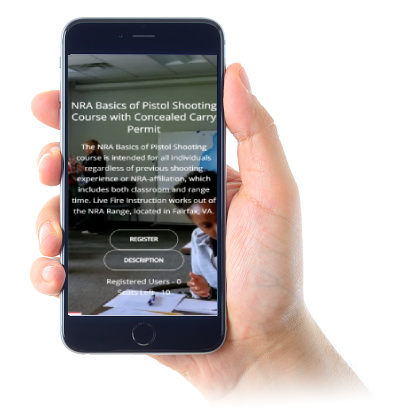 NRA Basics of Pistol Shooting
Course with Concealed Carry
Permit
The NRA Basics of Pistol Shooting
course is intended for all individuals
regardless of previous shooting
experience or NRA-affiliation, which
includes both classroom and range
time. Live Fire Instruction works out of
the NRA Range, located in Fairfax, VA.
REGISTER
DESCRIPTION
Registered Users - 0
Seats Left - 10